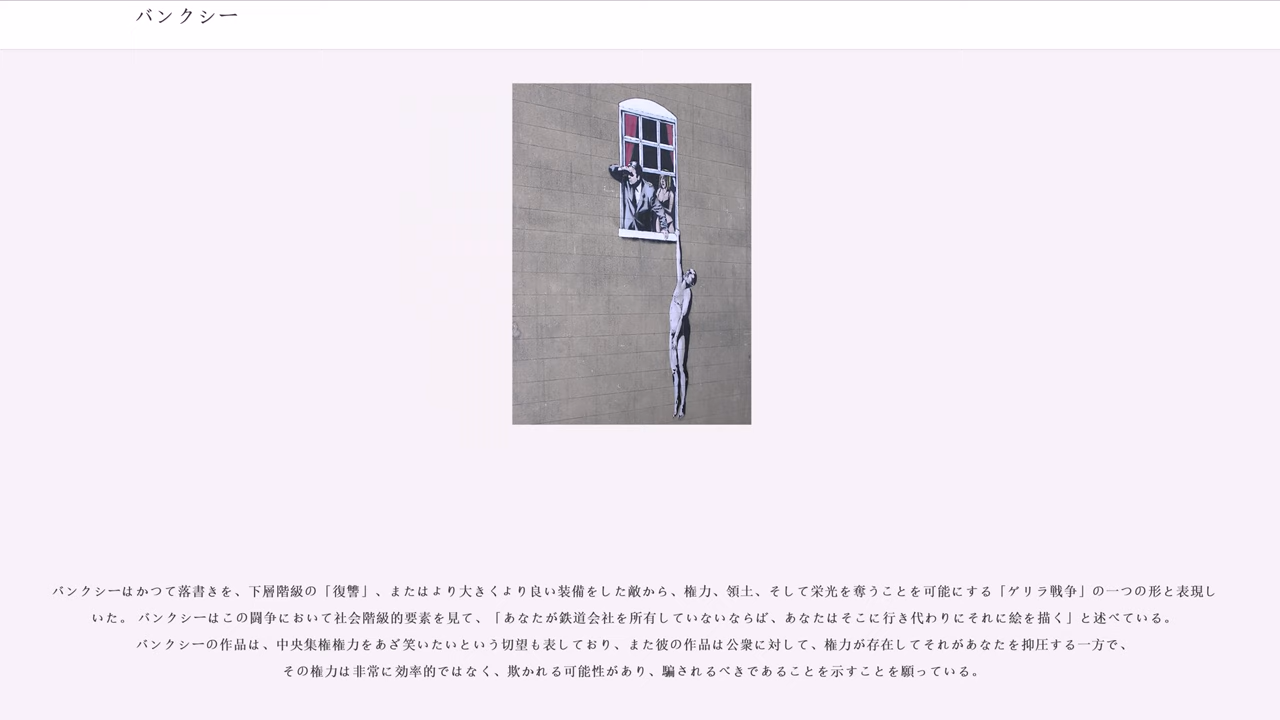 バンクシー
バンクシーはかつて落書きを、下層階級の「復讐」、またはより大きくより良い装備をした敵から、権力、領土、そして栄光を奪うことを可能にする「ゲリラ戦争」の一つの形と表現し
いた。 バンクシーはこの闘争において社会階級的要素を見て、「あなたが鉄道会社を所有していないならば、あなたはそこに行き代わりにそれに絵を描く」と述べている。
バンクシーの作品は、中央集権権力をあざ笑いたいという切望も表しており、また彼の作品は公衆に対して、権力が存在してそれがあなたを抑圧する一方で、
その権力は非常に効率的ではなく、欺かれる可能性があり、騙されるべきであることを示すことを願っている。